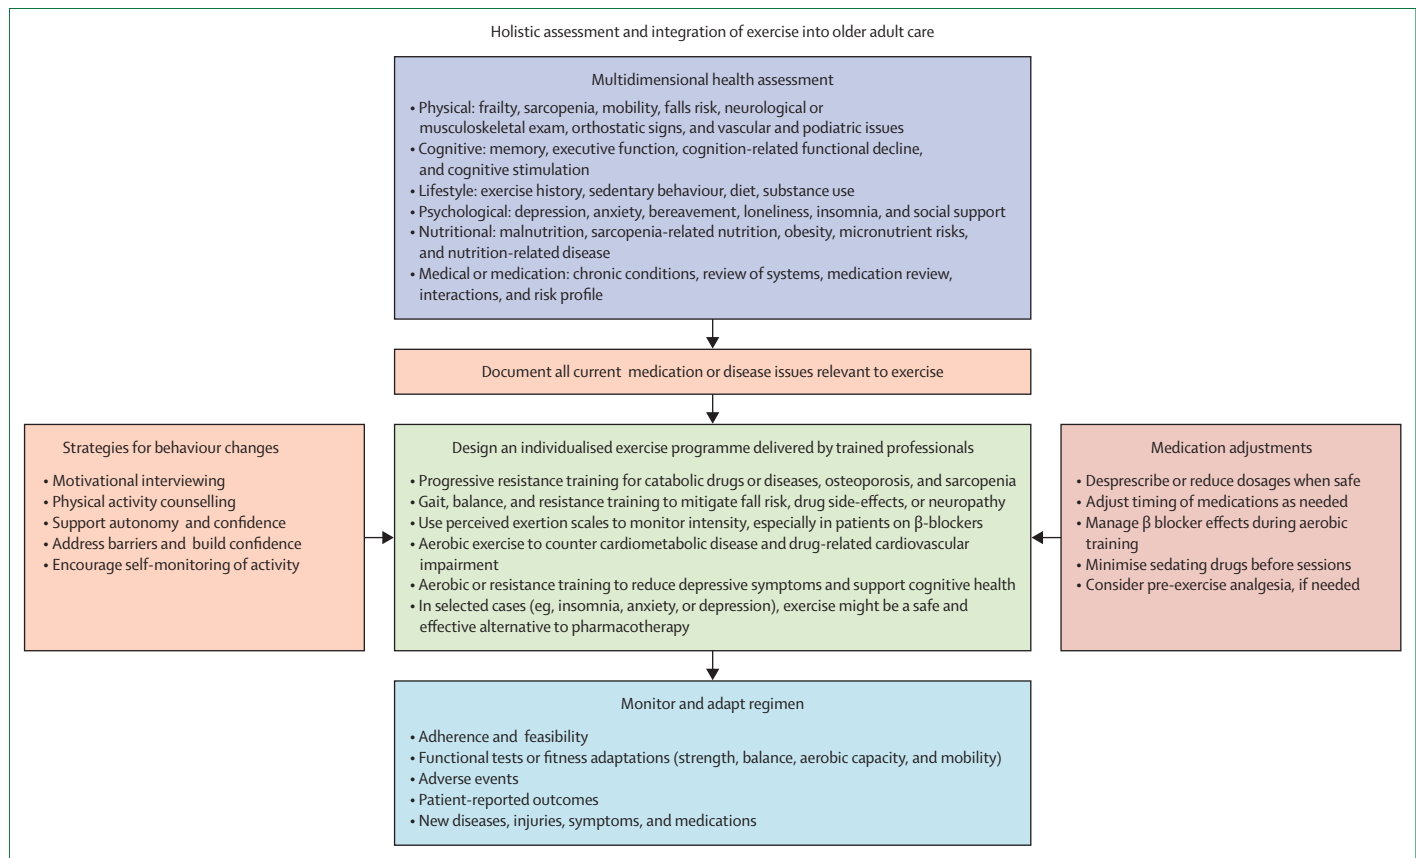 Holistic assessment and integration of exercise into older adult care
Multidimensional health assessment
• Physical: frailty, sarcopenia, mobility, falls risk, neurological or
musculoskeletal exam, orthostatic signs, and vascular and podiatric issues
• Cognitive: memory, executive function, cognition-related functional decline,
and cognitive stimulation
• Lifestyle: exercise history, sedentary behaviour, diet, substance use
• Psychological: depression, anxiety, bereavement, loneliness, insomnia, and social support
• Nutritional: malnutrition, sarcopenia-related nutrition, obesity, micronutrient risks,
and nutrition-related disease
• Medical or medication: chronic conditions, review of systems, medication review,
interactions, and risk profile
Document all current medication or disease issues relevant to exercise
Strategies for behaviour changes
• Motivational interviewing
• Physical activity counselling
• Support autonomy and confidence
• Address barriers and build confidence
• Encourage self-monitoring of activity
Design an individualised exercise programme delivered by trained professionals
• Progressive resistance training for catabolic drugs or diseases, osteoporosis, and sarcopenia
• Gait, balance, and resistance training to mitigate fall risk, drug side-effects, or neuropathy
• Use perceived exertion scales to monitor intensity, especially in patients on β-blockers
• Aerobic exercise to counter cardiometabolic disease and drug-related cardiovascular
impairment
• Aerobic or resistance training to reduce depressive symptoms and support cognitive health
• In selected cases (eg, insomnia, anxiety, or depression), exercise might be a safe and
effective alternative to pharmacotherapy
Medication adjustments
• Desprescribe or reduce dosages when safe
• Adjust timing of medications as needed
• Manage β blocker effects during aerobic
training
• Minimise sedating drugs before sessions
• Consider pre-exercise analgesia, if needed
Monitor and adapt regimen
• Adherence and feasibility
• Functional tests or fitness adaptations (strength, balance, aerobic capacity, and mobility)
• Adverse events
• Patient-reported outcomes
• New diseases, injuries, symptoms, and medications